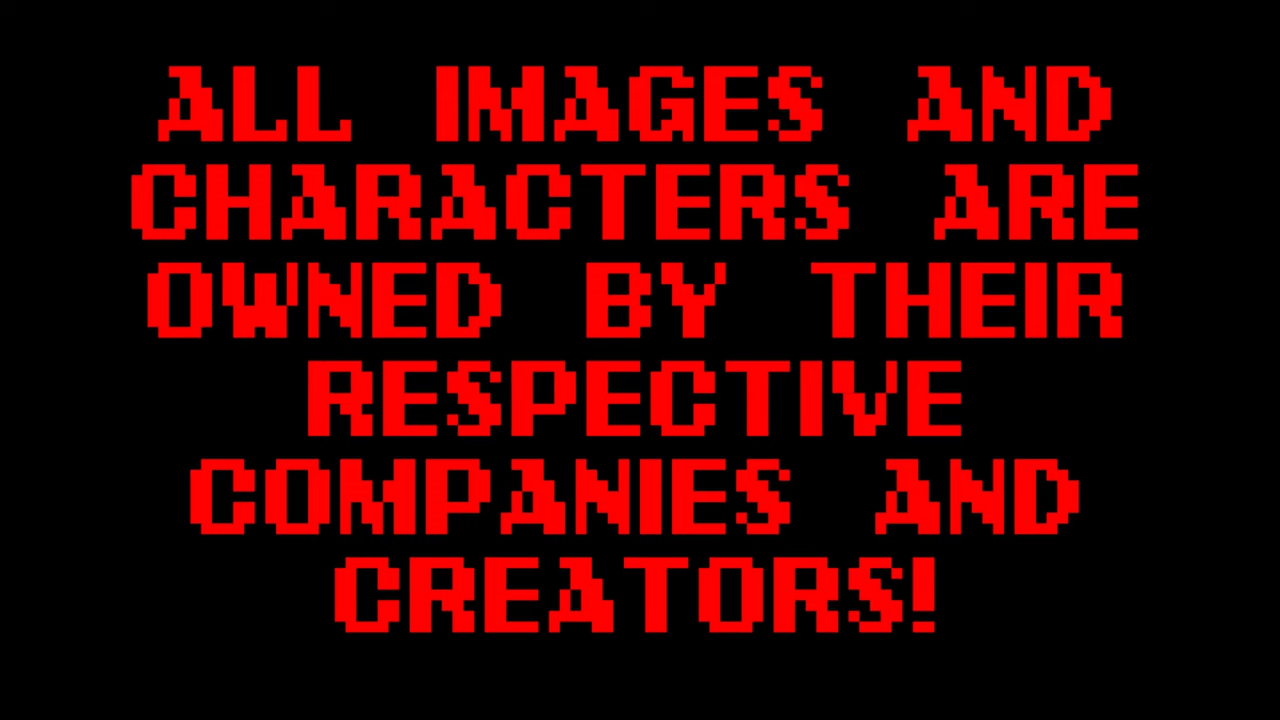 ALL IMAGES AND
CHARACTERS ARE
OWNED BY THEIR
RESPECTIVE
COMPANIES AND
CREATORS!